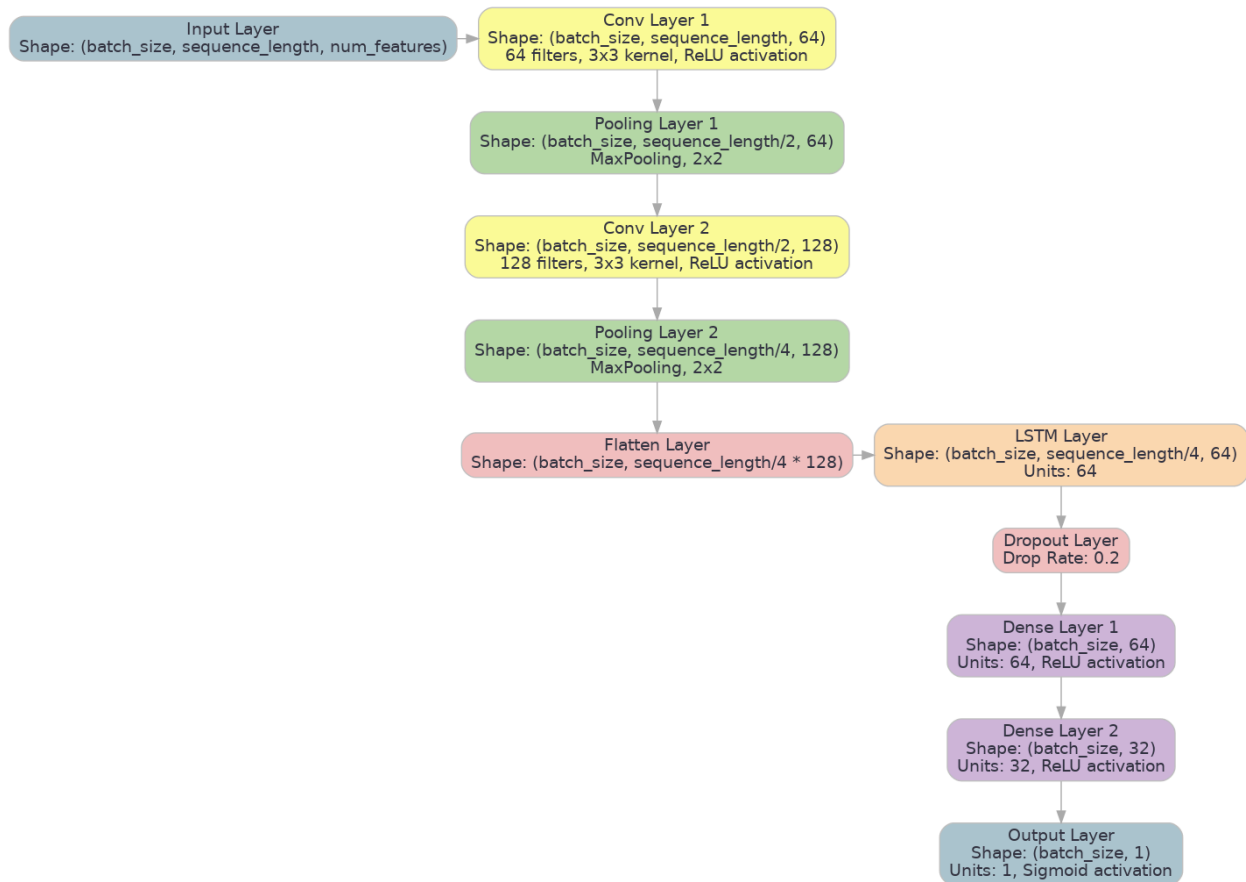 Input Layer
Shape: (batch_size, sequence_length, num_features)
Conv Layer 1
Shape: (batch_size, sequence_length, 64)
64 filters, 3x3 kernel, ReLU activation
Pooling Layer 1
Shape: (batch_size, sequence_length/2, 64)
MaxPooling, 2x2
Conv Layer 2
Shape: (batch_size, sequence_length/2, 128)
128 filters, 3x3 kernel, ReLU activation
Pooling Layer 2
Shape: (batch_size, sequence_length/4, 128)
MaxPooling, 2x2
Flatten Layer
Shape: (batch_size, sequence_length/4 * 128)
LSTM Layer
Shape: (batch_size, sequence_length/4, 64)
Units: 64
Dropout Layer
Drop Rate: 0.2
Dense Layer 1
Shape: (batch_size, 64)
Units: 64, ReLU activation
Dense Layer 2
Shape: (batch_size, 32)
Units: 32, ReLU activation
Output Layer
Shape: (batch_size, 1)
Units: 1, Sigmoid activation